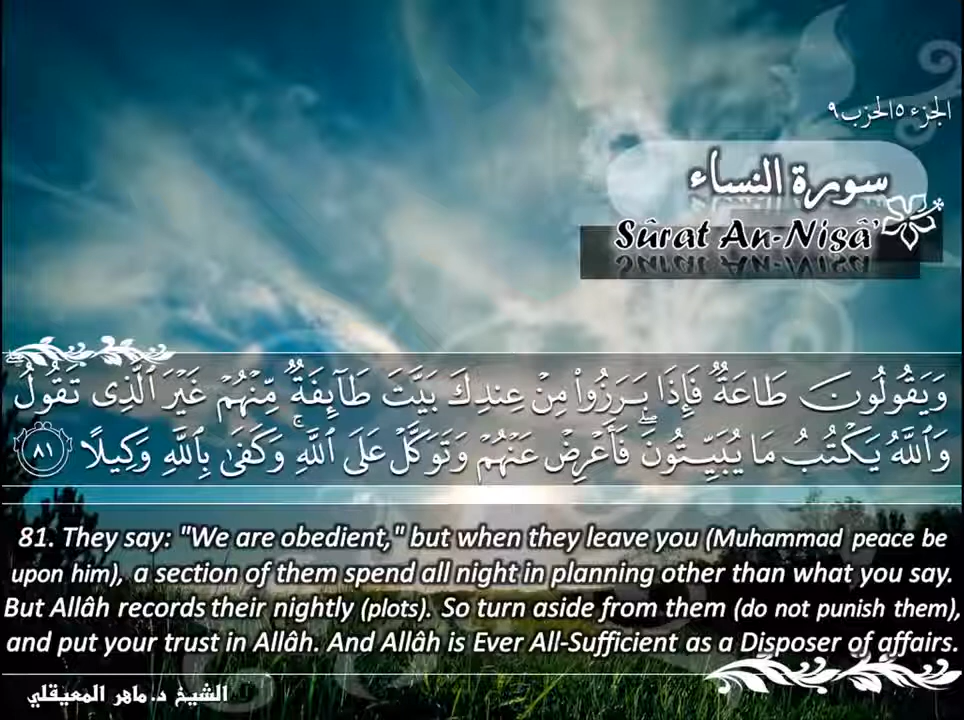 الجزء ٥ الحزب ٩
سورة النساء
Sûrat An-Nisâ'
وَيَقُولُونَ طَاعَةٌ فَإِذَا بَرَزُوا۟ مِنْ عِندِكَ بَيَّتَ طَآئِفَةٌ مِّنْهُمْ غَيْرَ ٱلَّذِى تَقُولُ ۖ
وَٱللَّهُ يَكْتُبُ مَا يُبَيِّتُونَ ۖ فَأَعْرِضْ عَنْهُمْ وَتَوَكَّلْ عَلَى ٱللَّهِ ۚ وَكَفَىٰ بِٱللَّهِ وَكِيلًا ٨١
81. They say: "We are obedient," but when they leave you (Muhammad peace be
upon him), a section of them spend all night in planning other than what you say.
But Allâh records their nightly (plots). So turn aside from them (do not punish them),
and put your trust in Allâh. And Allâh is Ever All-Sufficient as a Disposer of affairs.
الشيخ د. ماهر المعيقلي